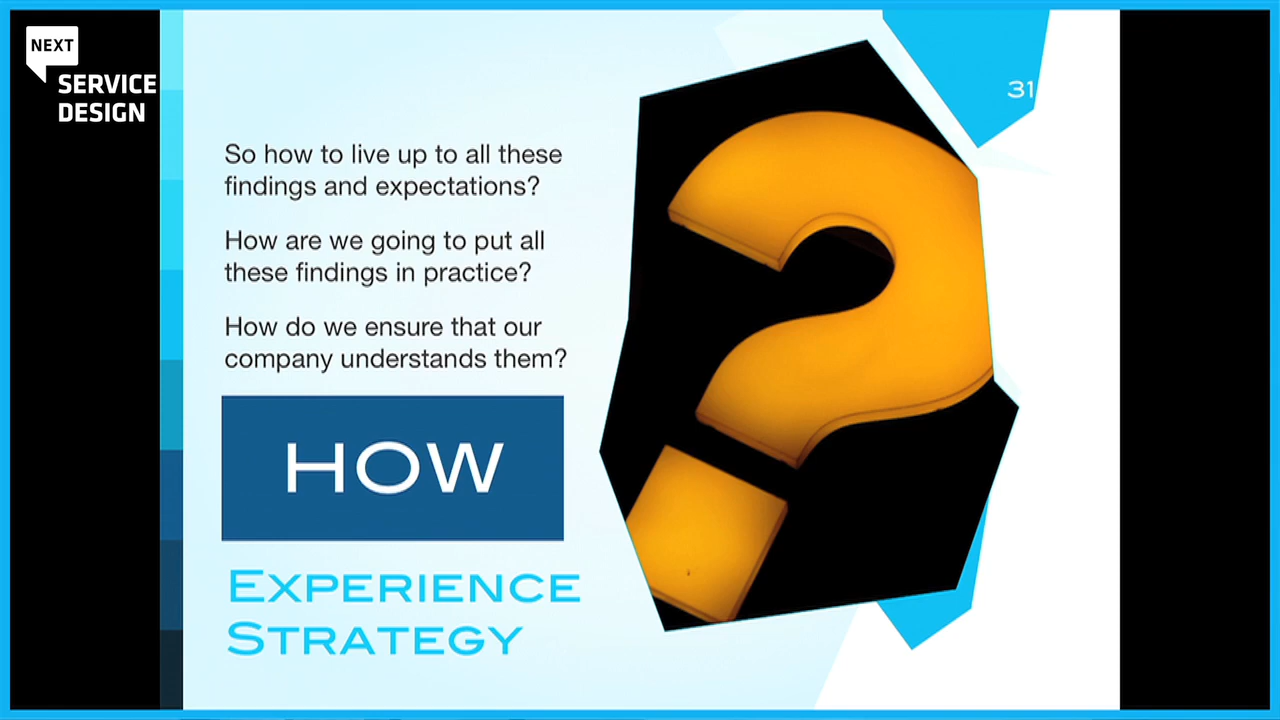 NEXT
SERVICE
DESIGN
31
So how to live up to all these
findings and expectations?
How are we going to put all
these findings in practice?
How do we ensure that our
company understands them?
HOW
EXPERIENCE
STRATEGY